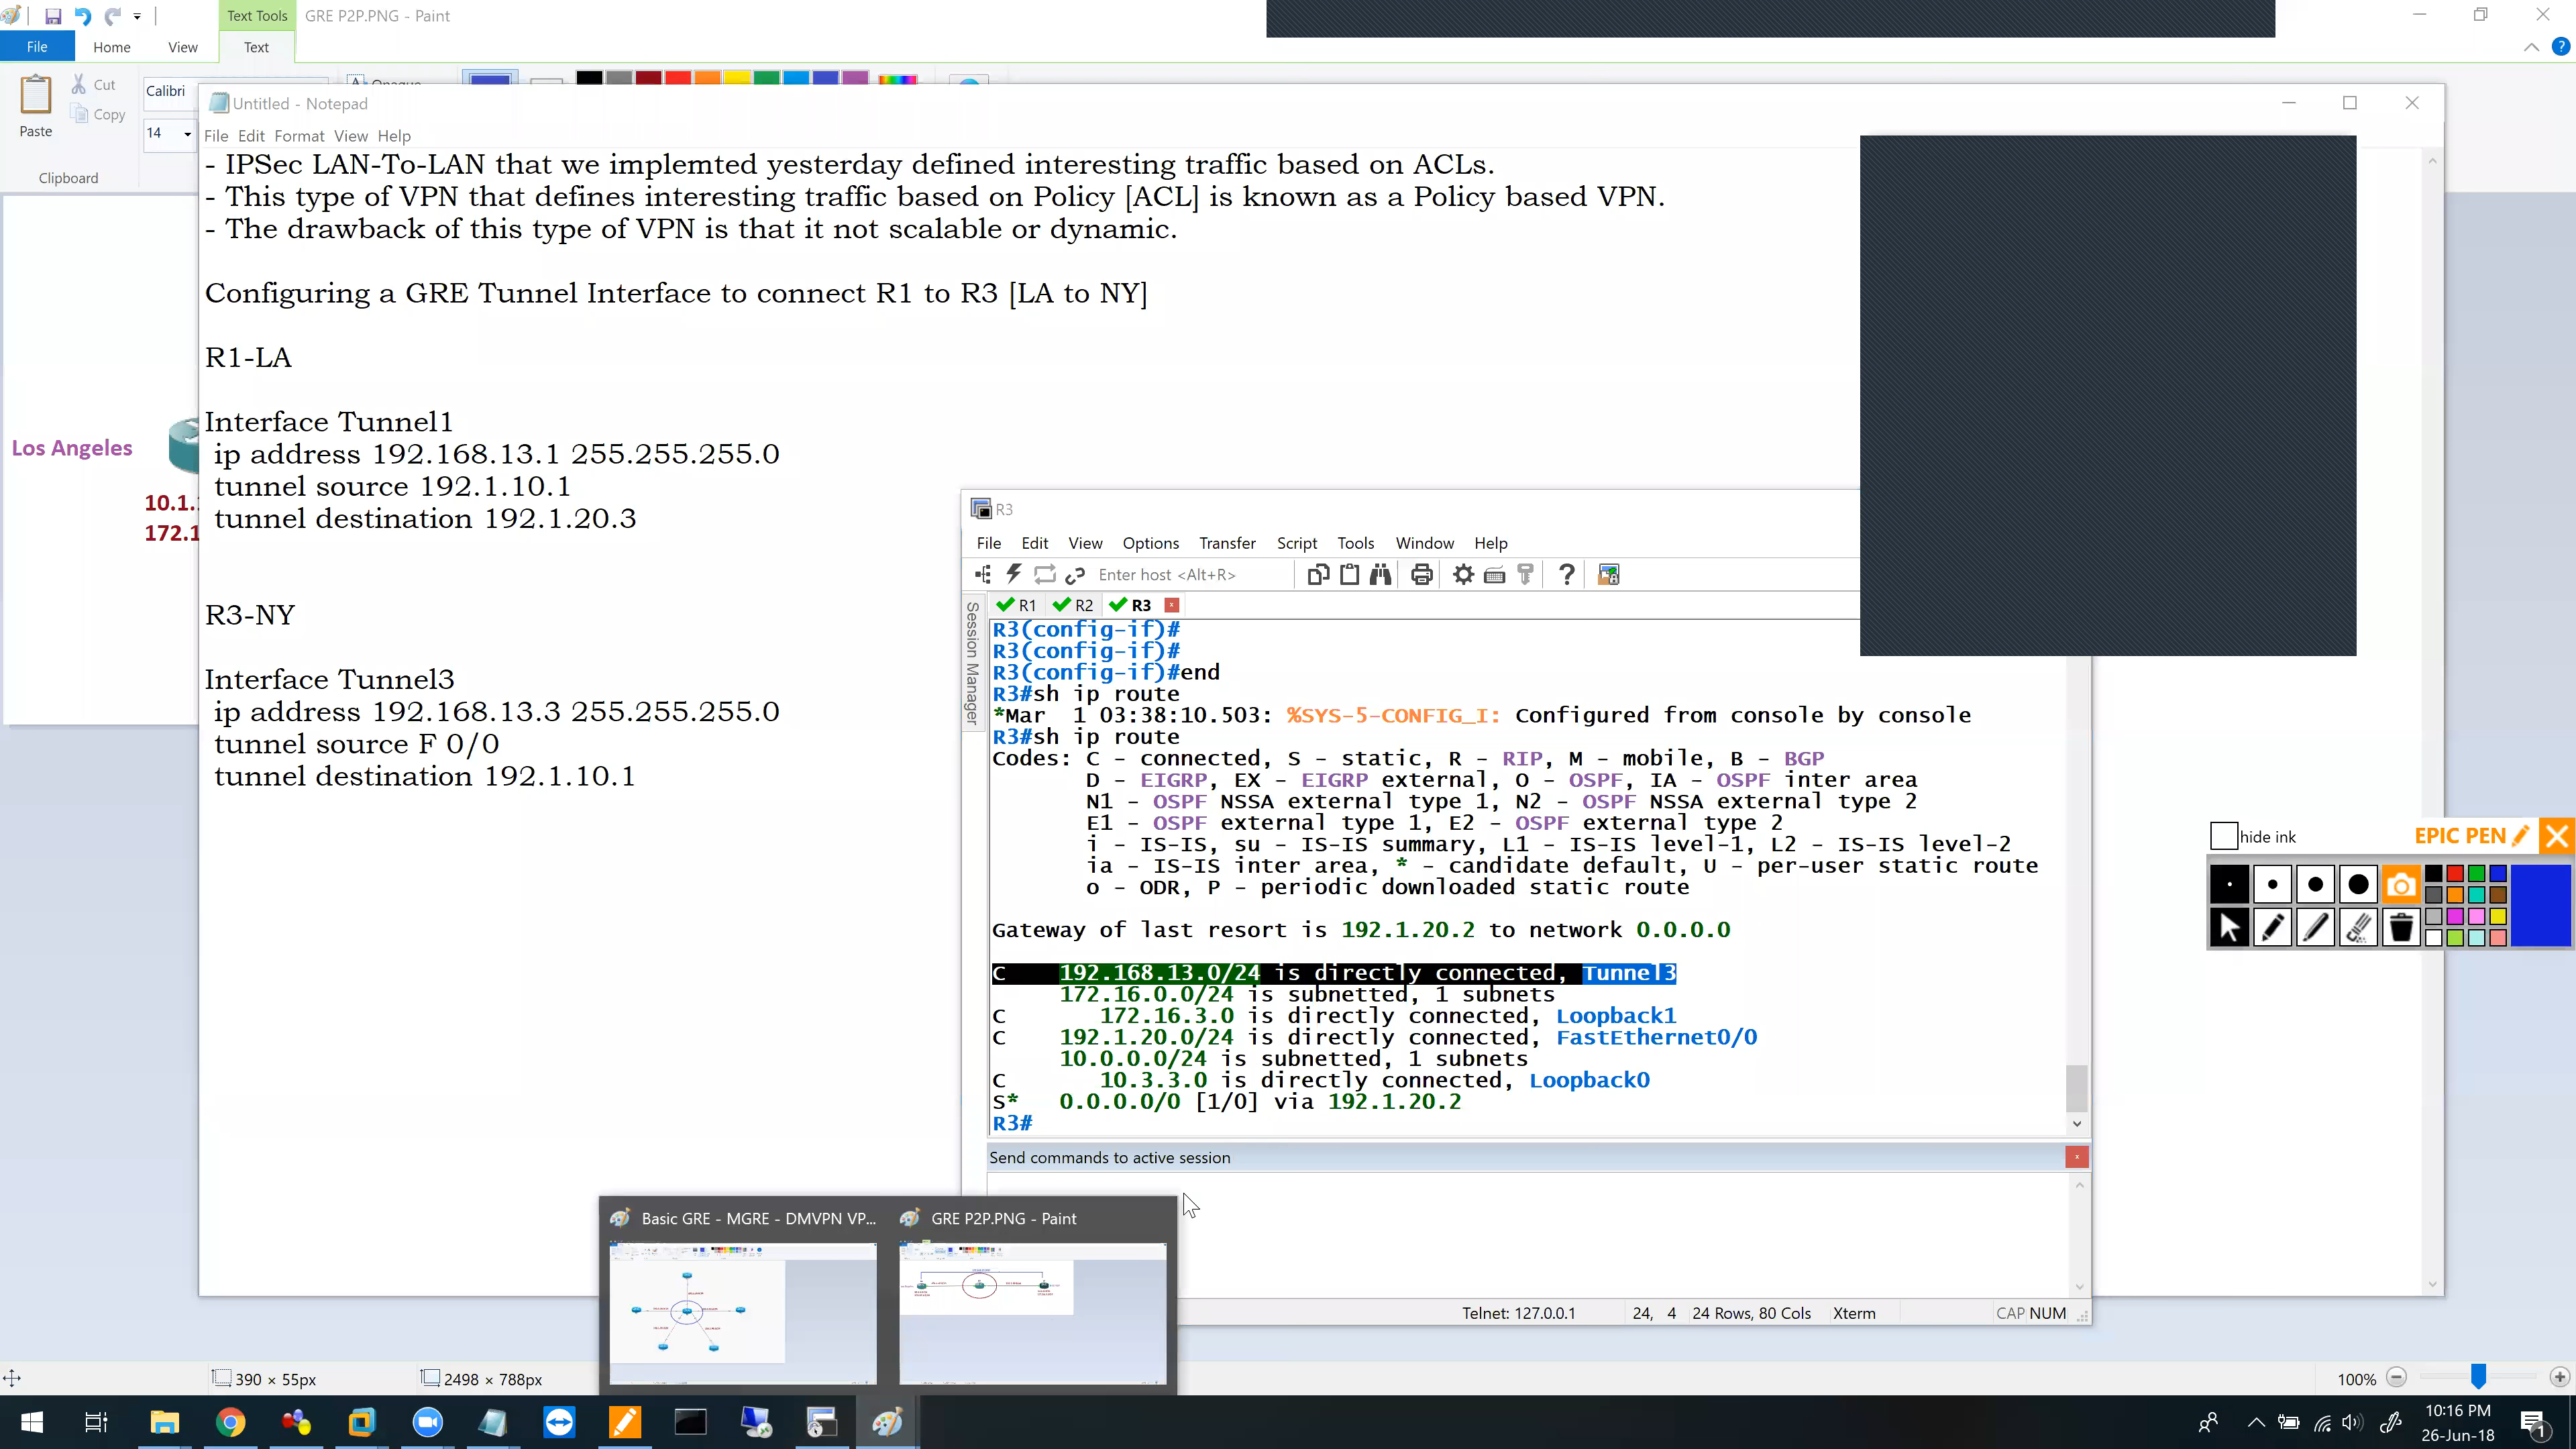 Text Tools
GRE P2P.PNG - Paint
File
Home
View
Text
Paste
Cut
Copy
Calibri
14
Clipboard
Opaque
Los Angeles
10.1.
172.1
Untitled - Notepad
File Edit Format View Help
- IPSec LAN-To-LAN that we implemted yesterday defined interesting traffic based on ACLs.
- This type of VPN that defines interesting traffic based on Policy [ACL] is known as a Policy based VPN.
- The drawback of this type of VPN is that it not scalable or dynamic.
Configuring a GRE Tunnel Interface to connect R1 to R3 [LA to NY]
R1-LA
Interface Tunnel1
ip address 192.168.13.1 255.255.255.0
tunnel source 192.1.10.1
tunnel destination 192.1.20.3
R3-NY
Interface Tunnel3
ip address 192.168.13.3 255.255.255.0
tunnel source F 0/0
tunnel destination 192.1.10.1
R3
File Edit View Options Transfer Script Tools Window Help
Enter host <Alt+R>
Session Manager
R1 R2 R3
R3(config-if)#
R3(config-if)#
R3(config-if)#end
R3#sh ip route
*Mar  1 03:38:10.503: %SYS-5-CONFIG_I: Configured from console by console
R3#sh ip route
Codes: C - connected, S - static, R - RIP, M - mobile, B - BGP
D - EIGRP, EX - EIGRP external, O - OSPF, IA - OSPF inter area
N1 - OSPF NSSA external type 1, N2 - OSPF NSSA external type 2
E1 - OSPF external type 1, E2 - OSPF external type 2
i - IS-IS, su - IS-IS summary, L1 - IS-IS level-1, L2 - IS-IS level-2
ia - IS-IS inter area, * - candidate default, U - per-user static route
o - ODR, P - periodic downloaded static route
Gateway of last resort is 192.1.20.2 to network 0.0.0.0
C    192.168.13.0/24 is directly connected, Tunnel3
172.16.0.0/24 is subnetted, 1 subnets
C       172.16.3.0 is directly connected, Loopback1
C    192.1.20.0/24 is directly connected, FastEthernet0/0
10.0.0.0/24 is subnetted, 1 subnets
C       10.3.3.0 is directly connected, Loopback0
S*   0.0.0.0/0 [1/0] via 192.1.20.2
R3#
Send commands to active session
Telnet: 127.0.0.1 24, 4 24 Rows, 80 Cols Xterm CAP NUM
hide ink
EPIC PEN
Basic GRE - MGRE - DMVPN VP...
GRE P2P.PNG - Paint
390 × 55px
2498 × 788px
100%
10:16 PM
26-Jun-18
1